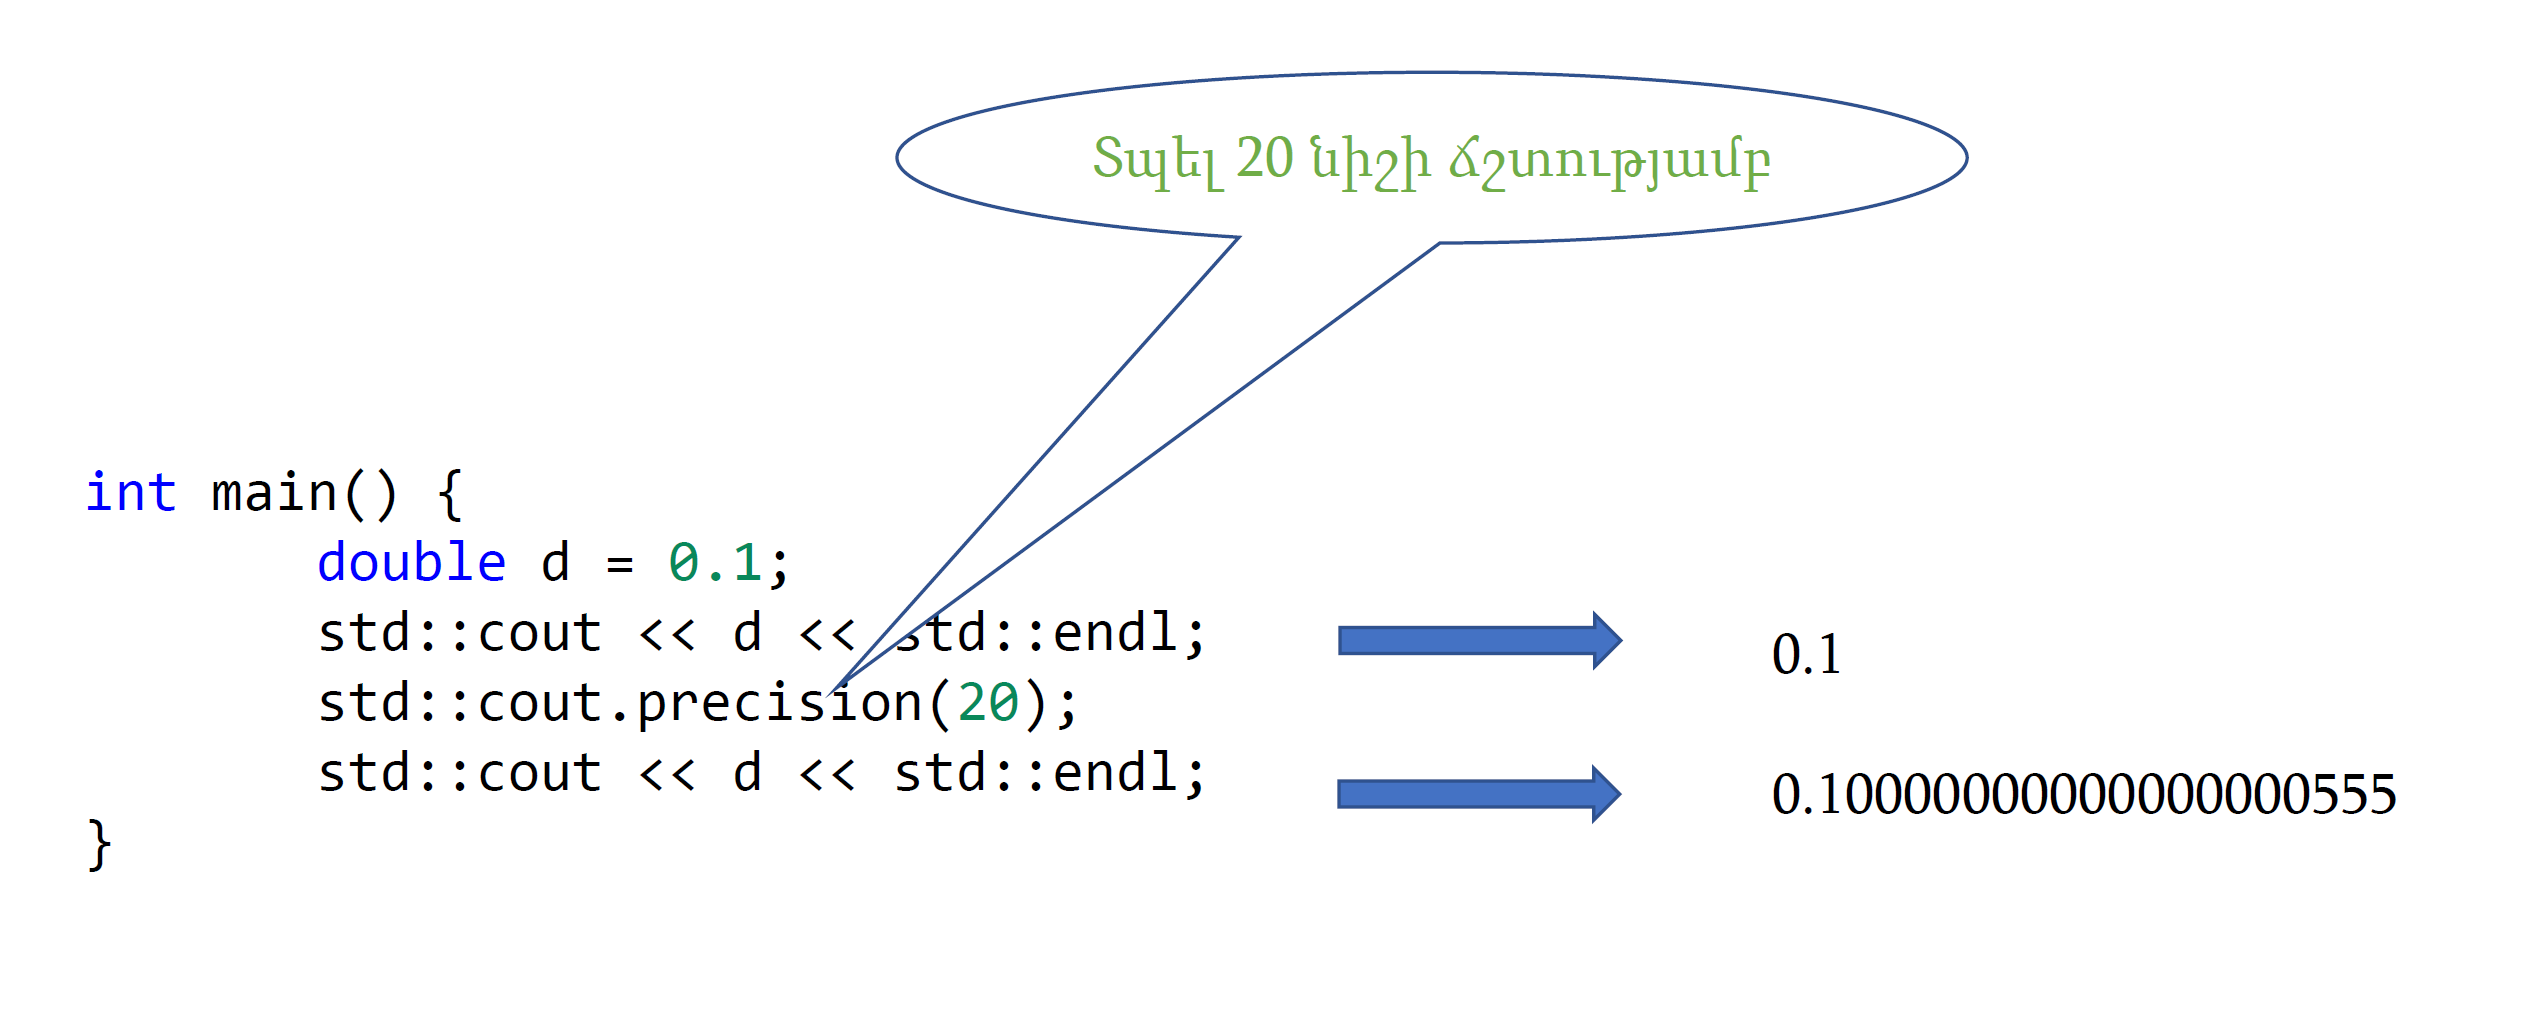 Տպել 20 նիշի ճշտությամբ
int main() {
double d = 0.1;
std::cout << d << std::endl;
0.1
std::cout.precision(20);
std::cout << d << std::endl;
0.10000000000000000555
}